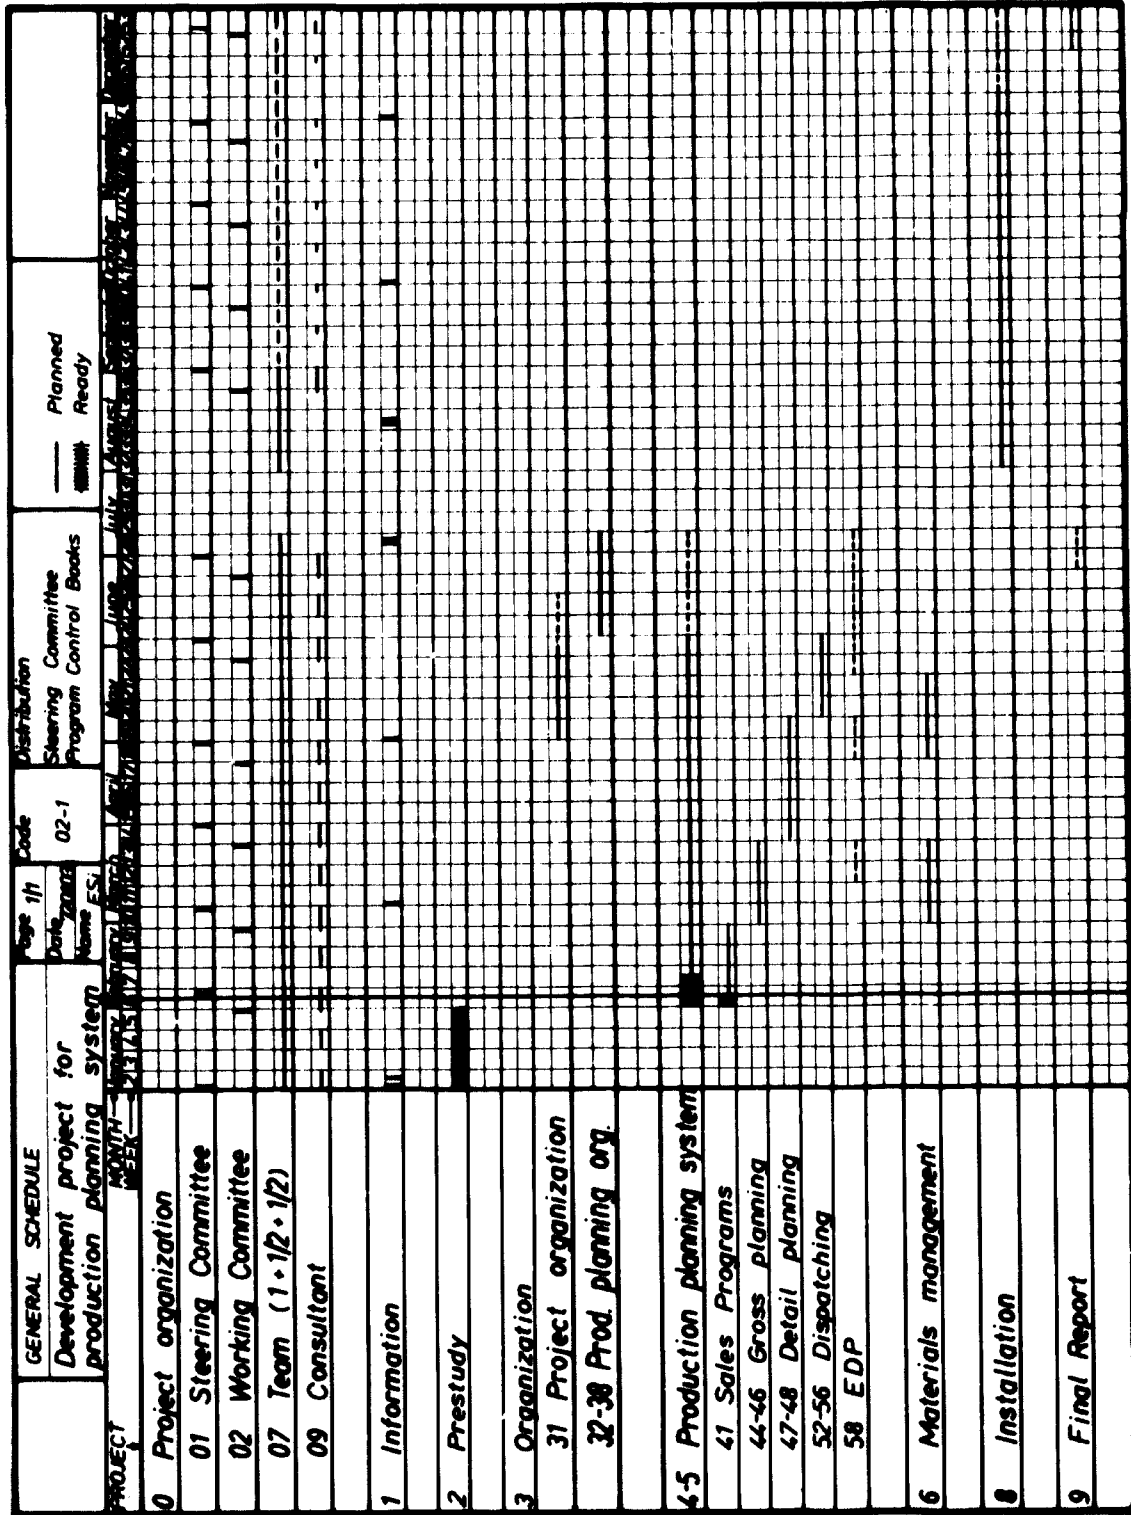 GENERAL SCHEDULE
Development project for
production planning system
Page 1/1
Date
Name ESi
Code
02-1
Distribution
Steering Committee
Program Control Books
Planned
Ready
PROJECT
MONTH
WEEK
January
April
May
June
July
August
0 Project organization
01 Steering Committee
02 Working Committee
07 Team (1 + 1/2 + 1/2)
09 Consultant
1 Information
2 Prestudy
3 Organization
31 Project organization
32-38 Prod. planning org.
4-5 Production planning system
41 Sales Programs
44-46 Gross planning
47-48 Detail planning
52-56 Dispatching
58 EDP
6 Materials management
8 Installation
9 Final Report